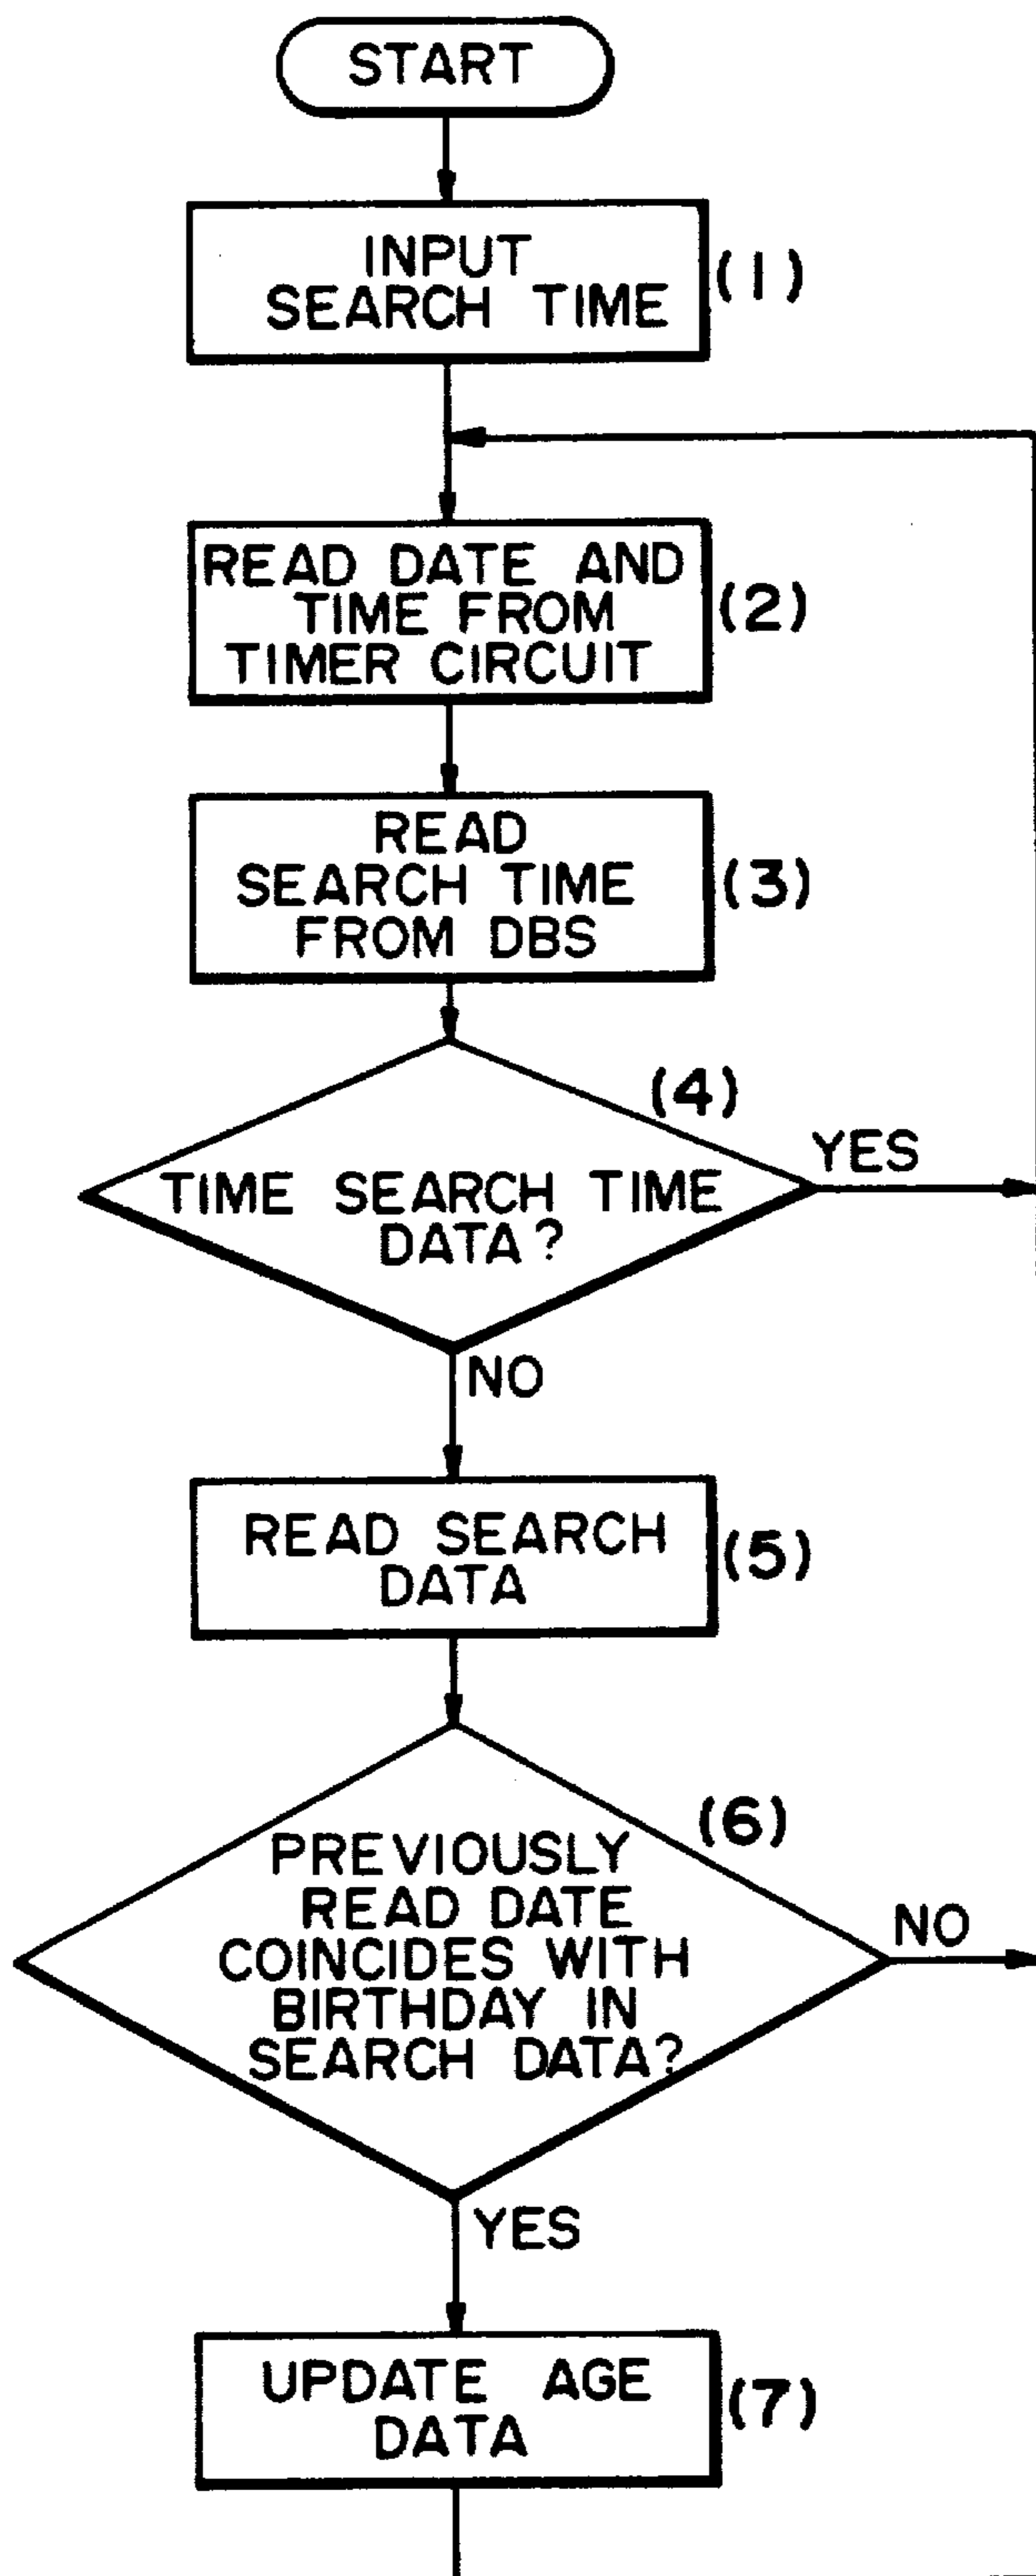 START
INPUT
SEARCH TIME
(1)
READ DATE AND
TIME FROM
TIMER CIRCUIT
(2)
READ
SEARCH TIME
FROM DBS
(3)
(4)
TIME SEARCH TIME
DATA?
YES
NO
READ SEARCH
DATA
(5)
(6)
PREVIOUSLY
READ DATE
COINCIDES WITH
BIRTHDAY IN
SEARCH DATA?
NO
YES
UPDATE AGE
DATA
(7)